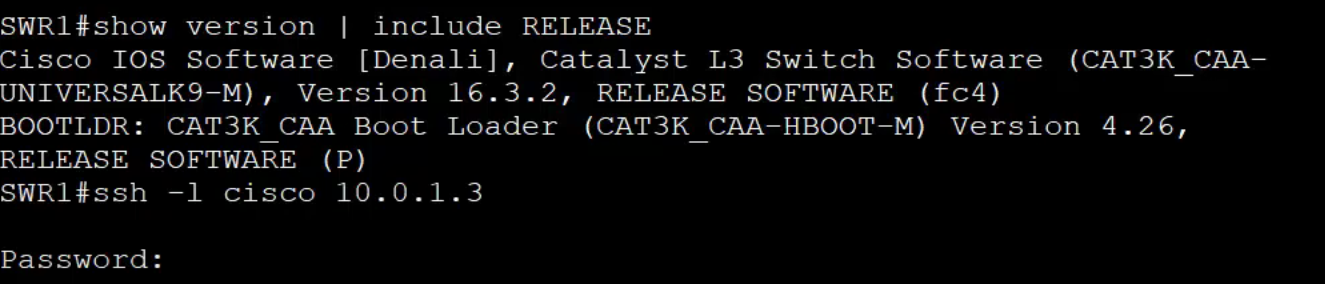 SWR1#show version | include RELEASE
Cisco IOS Software [Denali], Catalyst L3 Switch Software (CAT3K_CAA-
UNIVERSALK9-M), Version 16.3.2, RELEASE SOFTWARE (fc4)
BOOTLDR: CAT3K_CAA Boot Loader (CAT3K_CAA-HBOOT-M) Version 4.26,
RELEASE SOFTWARE (P)
SWR1#ssh -l cisco 10.0.1.3
Password: